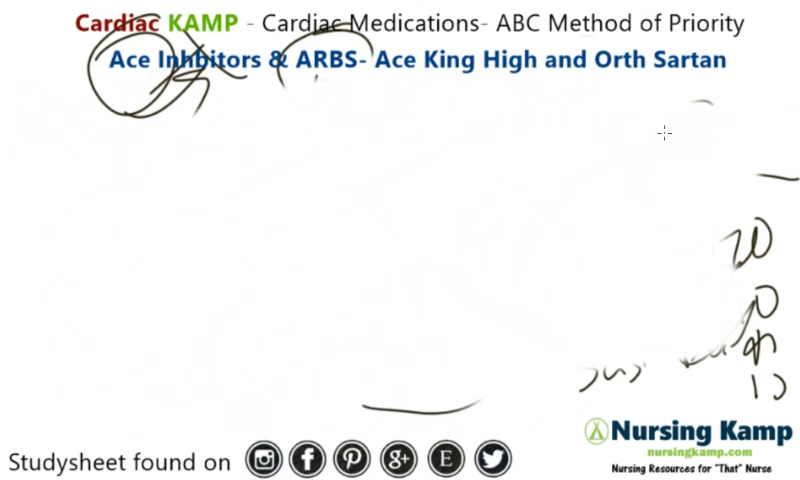 Cardiac KAMP - Cardiac Medications- ABC Method of Priority
Ace Inhbitors & ARBS- Ace King High and Orth Sartan
20
Nursing Kamp
nursingkamp.com
Studysheet found on
Nursing Resources for "That" Nurse